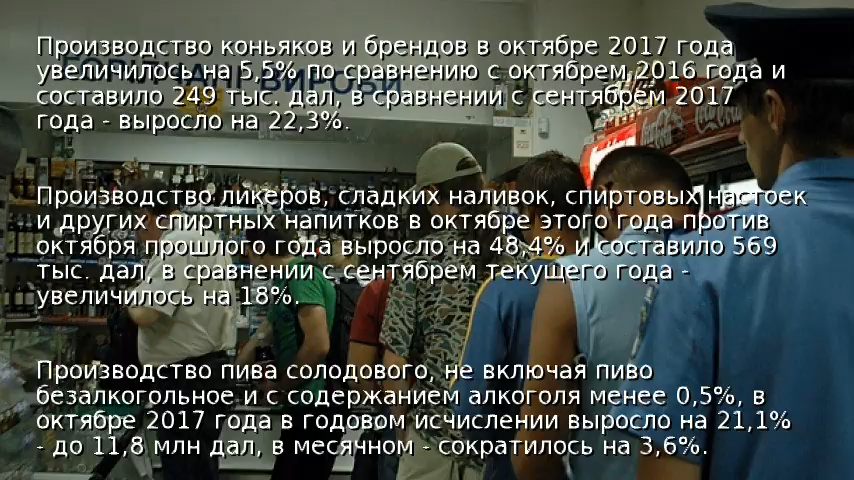 Производство коньяков и брендов в октябре 2017 года
увеличилось на 5,5% по сравнению с октябрем 2016 года и
составило 249 тыс. дал, в сравнении с сентябрем 2017
года - выросло на 22,3%.
Производство ликеров, сладких наливок, спиртовых настоек
и других спиртных напитков в октябре этого года против
октября прошлого года выросло на 48,4% и составило 569
тыс. дал, в сравнении с сентябрем текущего года -
увеличилось на 18%.
Производство пива солодового, не включая пиво
безалкогольное и с содержанием алкоголя менее 0,5%, в
октябре 2017 года в годовом исчислении выросло на 21,1%
- до 11,8 млн дал, в месячном - сократилось на 3,6%.
ВИРОБИ
Coca-Cola